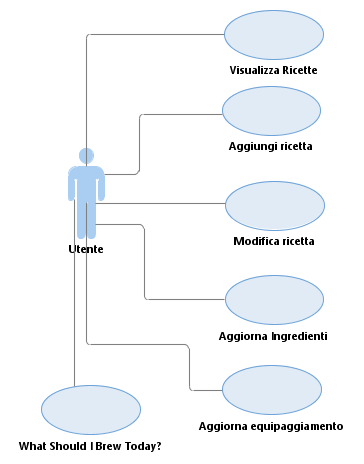 Visualizza Ricette
Aggiungi ricetta
Utente
Modifica ricetta
Aggiorna Ingredienti
Aggiorna equipaggiamento
What Should I Brew Today?